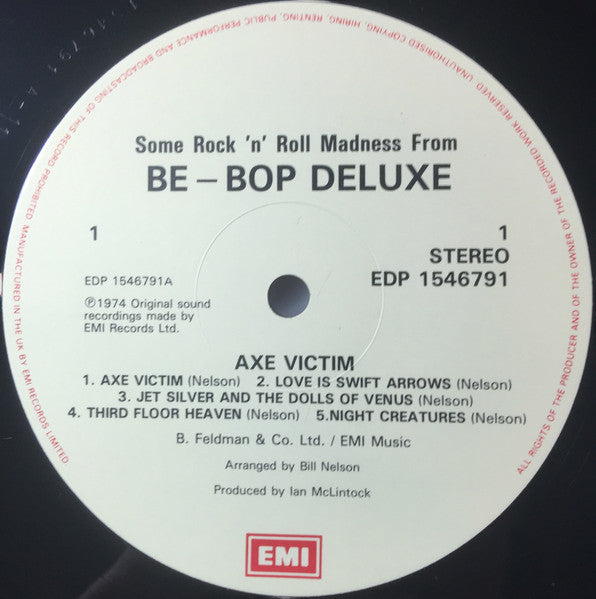 Some Rock 'n' Roll Madness From
BE – BOP DELUXE
1
1
STEREO
EDP 1546791A
EDP 1546791
℗1974 Original sound
recordings made by
EMI Records Ltd.
AXE VICTIM
1. AXE VICTIM (Nelson) 2. LOVE IS SWIFT ARROWS (Nelson)
3. JET SILVER AND THE DOLLS OF VENUS (Nelson)
4. THIRD FLOOR HEAVEN (Nelson) 5.NIGHT CREATURES (Nelson)
B. Feldman & Co. Ltd. / EMI Music
Arranged by Bill Nelson
Produced by Ian McLintock
EMI
ALL RIGHTS OF THE PRODUCER AND OF THE OWNER OF THE RECORDED WORK RESERVED UNAUTHORISED COPYING, HIRING, RENTING, PUBLIC PERFORMANCE AND BROADCASTING OF THIS RECORD PROHIBITED MANUFACTURED IN THE UK BY EMI RECORDS LIMITED